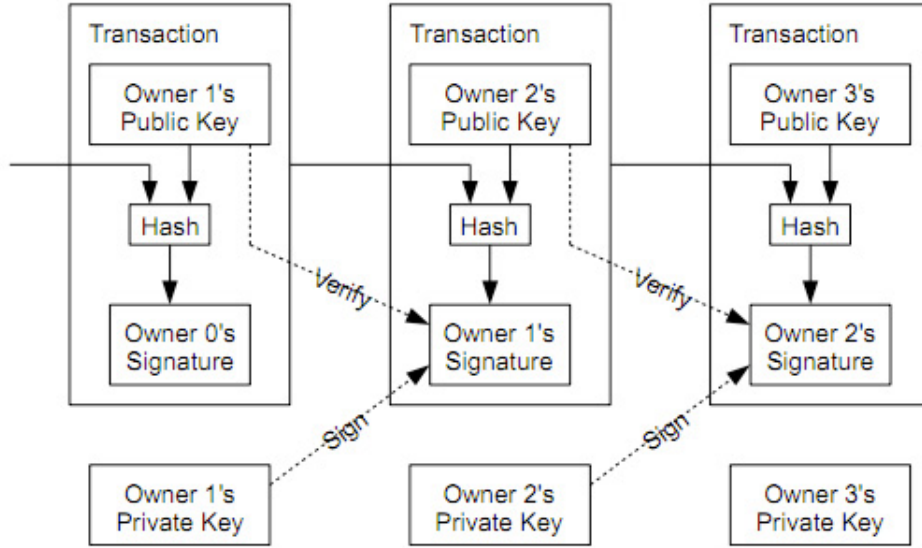 Transaction
Owner 1's
Public Key
Hash
Owner 0's
Signature
Verify
Transaction
Owner 2's
Public Key
Hash
Owner 1's
Signature
Verify
Transaction
Owner 3's
Public Key
Hash
Owner 2's
Signature
Sign
Sign
Owner 1's
Private Key
Owner 2's
Private Key
Owner 3's
Private Key